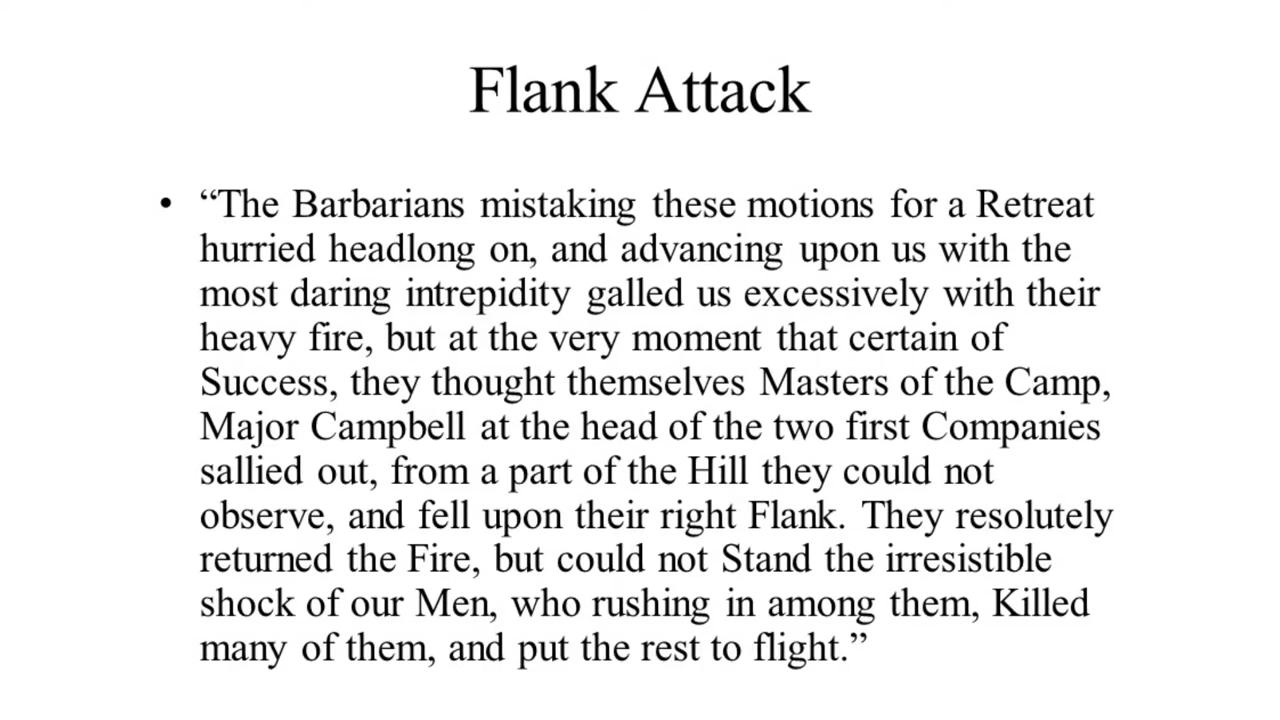 Flank Attack
• “The Barbarians mistaking these motions for a Retreat
hurried headlong on, and advancing upon us with the
most daring intrepidity galled us excessively with their
heavy fire, but at the very moment that certain of
Success, they thought themselves Masters of the Camp,
Major Campbell at the head of the two first Companies
sallied out, from a part of the Hill they could not
observe, and fell upon their right Flank. They resolutely
returned the Fire, but could not Stand the irresistible
shock of our Men, who rushing in among them, Killed
many of them, and put the rest to flight.”